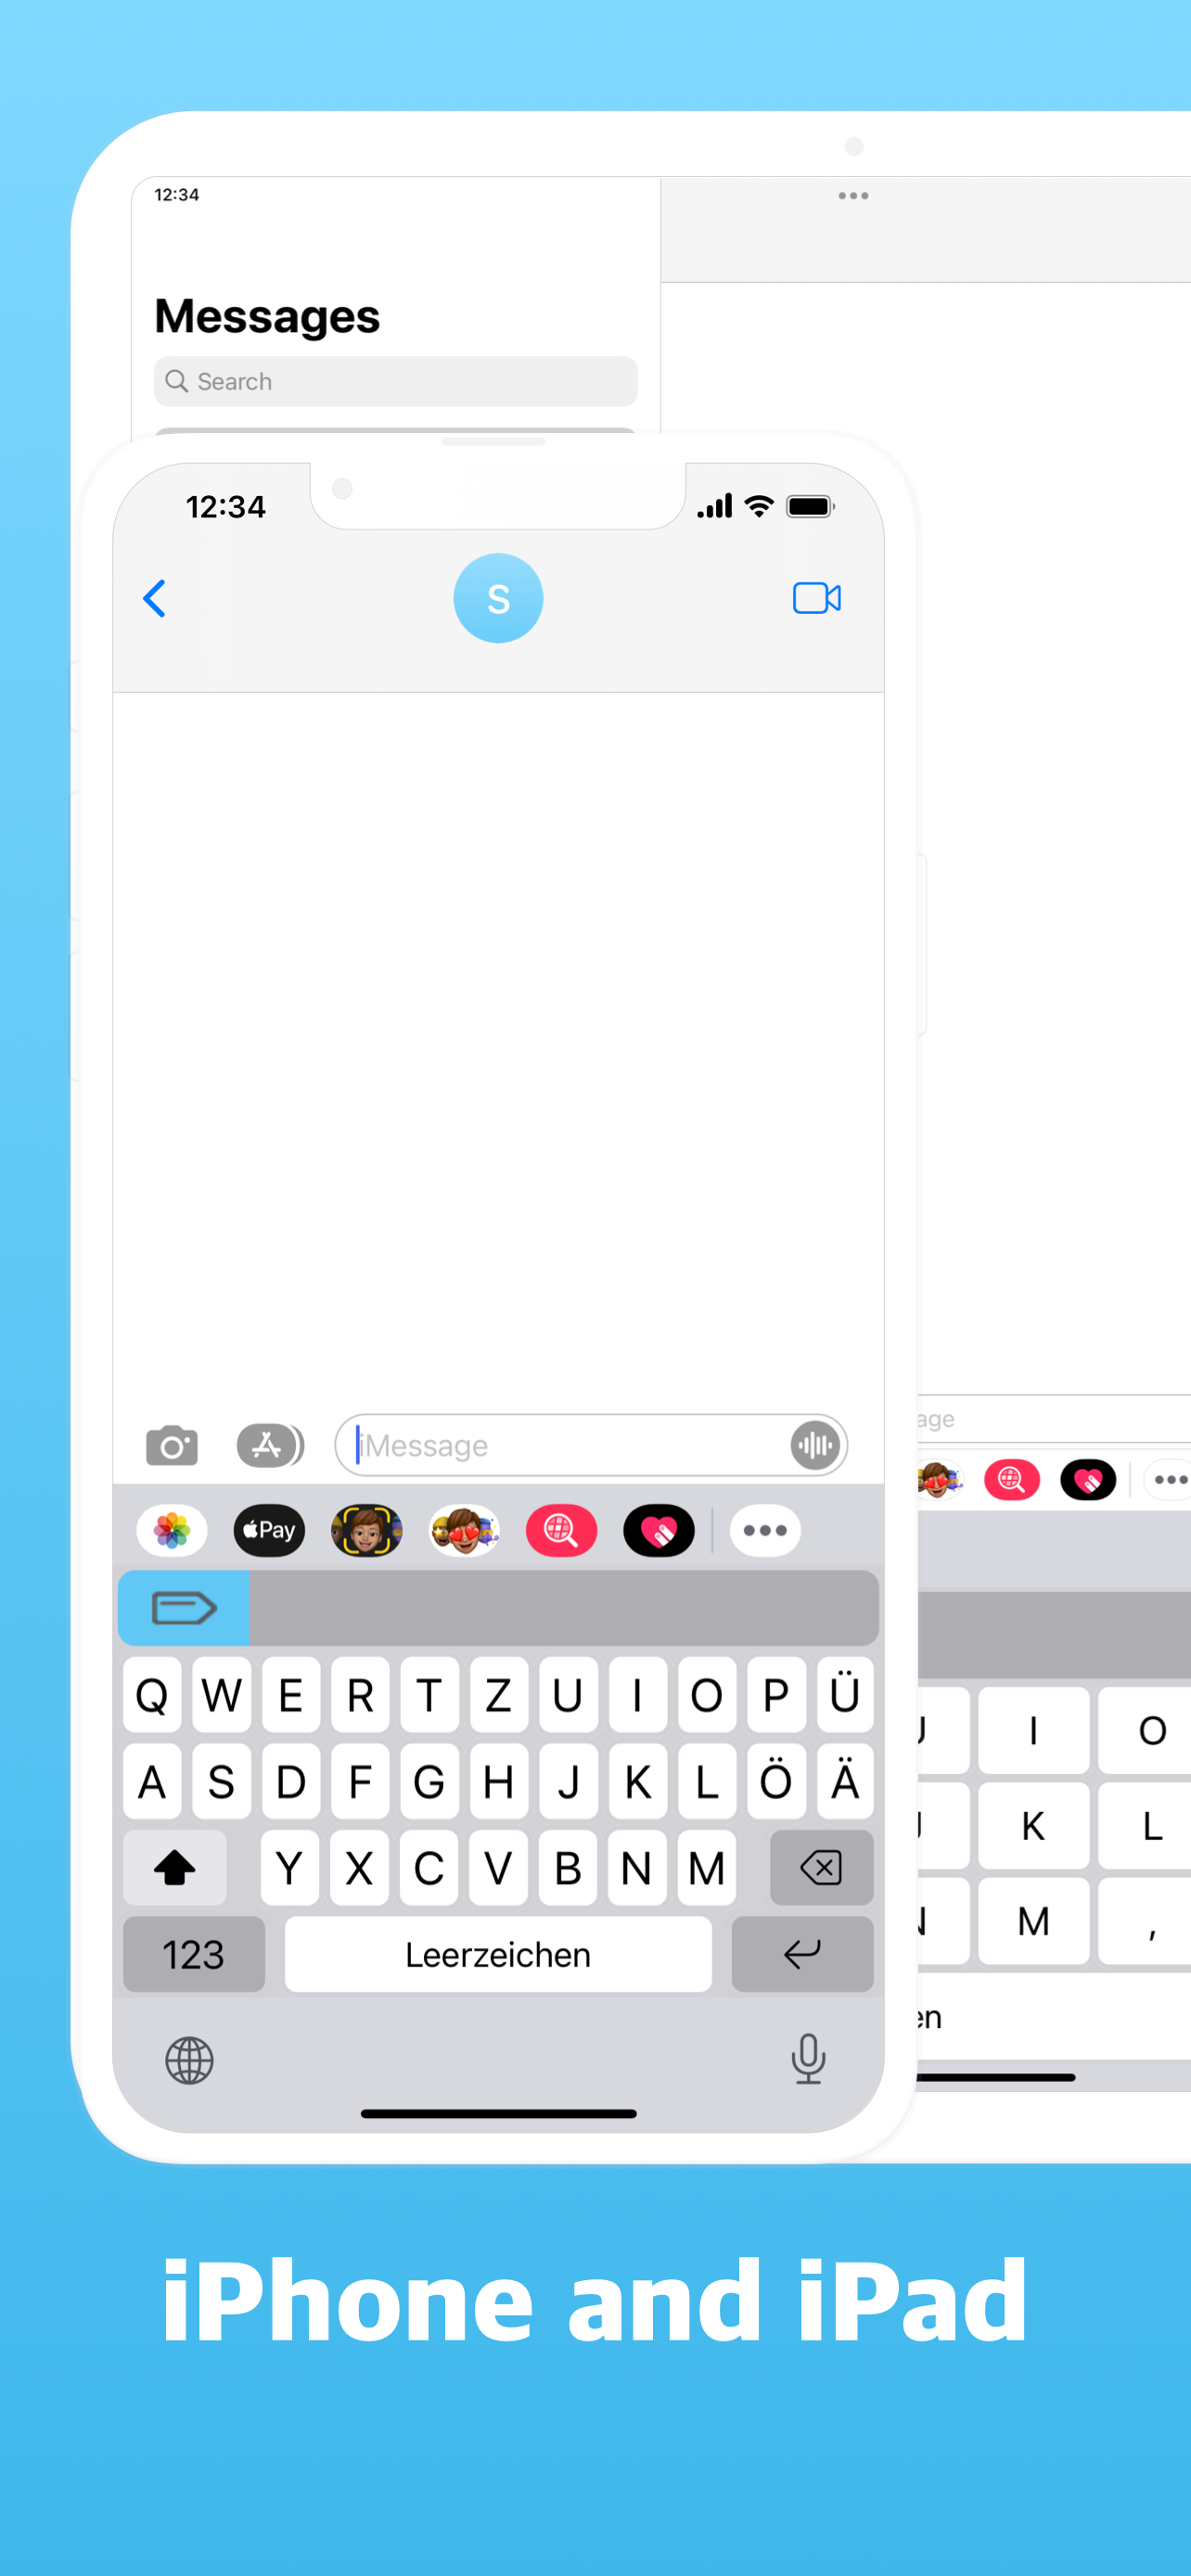 12:34
Messages
Search
12:34
S
iMessage
age
Pay
Q W E R T Z U I O P Ü
I O
A S D F G H J K L Ö Ä
K L
Y X C V B N M
M ,
123 Leerzeichen
en
iPhone and iPad